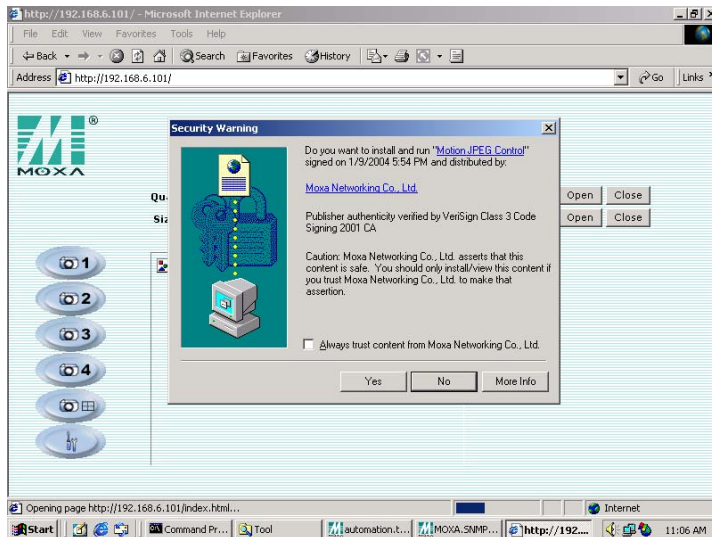 http://192.168.6.101/ - Microsoft Internet Explorer
File Edit View Favorites Tools Help
Back Search Favorites History
Address http://192.168.6.101/ Go Links
®
MOXA
Security Warning
Do you want to install and run "Motion JPEG Control"
signed on 1/9/2004 5:54 PM and distributed by:
Moxa Networking Co., Ltd.
Publisher authenticity verified by VeriSign Class 3 Code
Signing 2001 CA
Caution: Moxa Networking Co., Ltd. asserts that this
content is safe. You should only install/view this content if
you trust Moxa Networking Co., Ltd. to make that
assertion.
Always trust content from Moxa Networking Co., Ltd.
Yes No More Info
Qu
Siz
Open Close
Open Close
1
2
3
4
Opening page http://192.168.6.101/index.html... Internet
Start Command Pr... Tool automation.t... MOXA.SNMP... http://192.... 11:06 AM